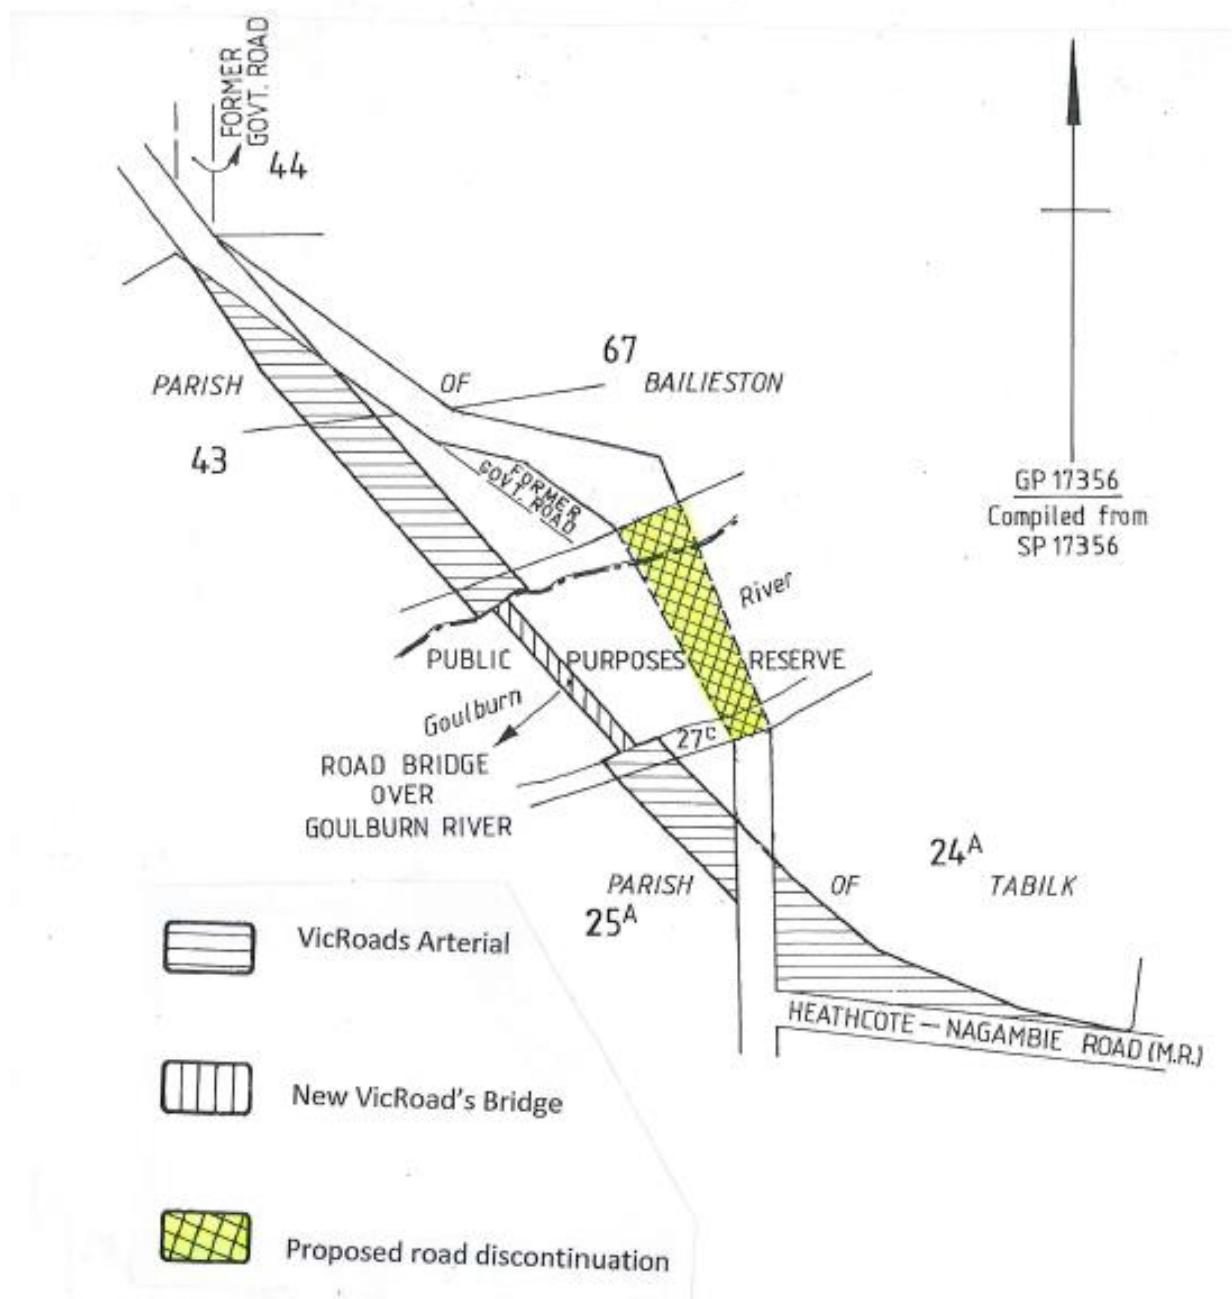 FORMER
GOVT. ROAD
44
67
PARISH OF BAILIESTON
43
FORMER
GOVT. ROAD
GP 17356
Compiled from
SP 17356
River
PUBLIC PURPOSES RESERVE
Goulburn
27C
ROAD BRIDGE
OVER
GOULBURN RIVER
24A
PARISH OF TABILK
25A
HEATHCOTE — NAGAMBIE ROAD (M.R.)
VicRoads Arterial
New VicRoad's Bridge
Proposed road discontinuation